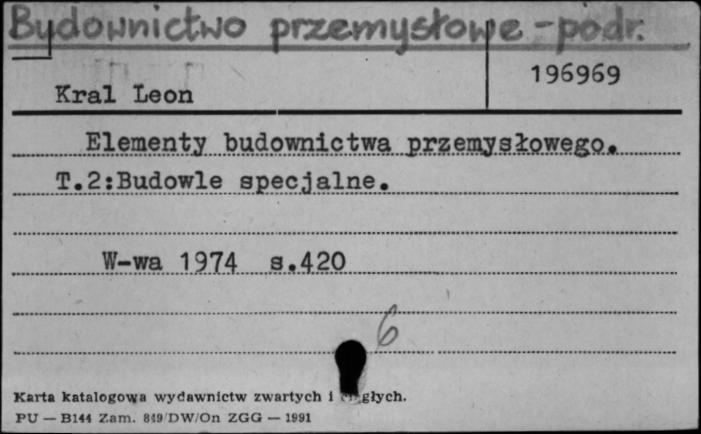 Budownictwo przemysłowe - podr.
196969
Kral Leon
Elementy budownictwa przemysłowego.
T.2:Budowle specjalne.
W-wa 1974 s.420
6
Karta katalogowa wydawnictw zwartych i
PU — B144 Zam. 849/DW/On ZGG — 1991